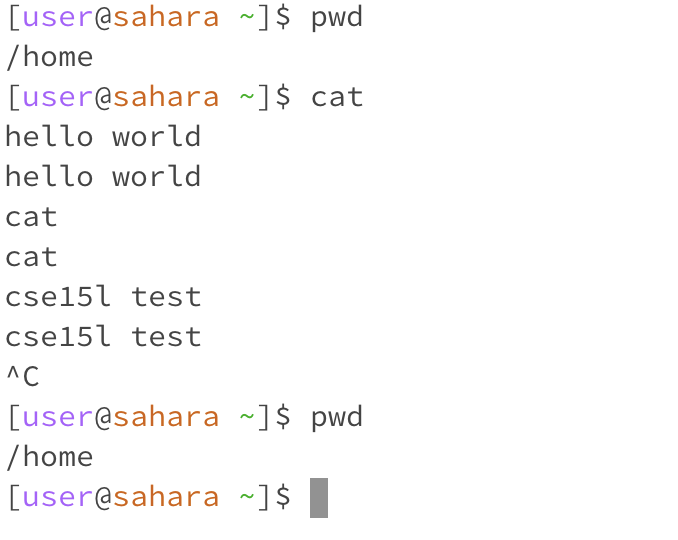 [user@sahara ~]$ pwd
/home
[user@sahara ~]$ cat
hello world
hello world
cat
cat
cse15l test
cse15l test
^C
[user@sahara ~]$ pwd
/home
[user@sahara ~]$